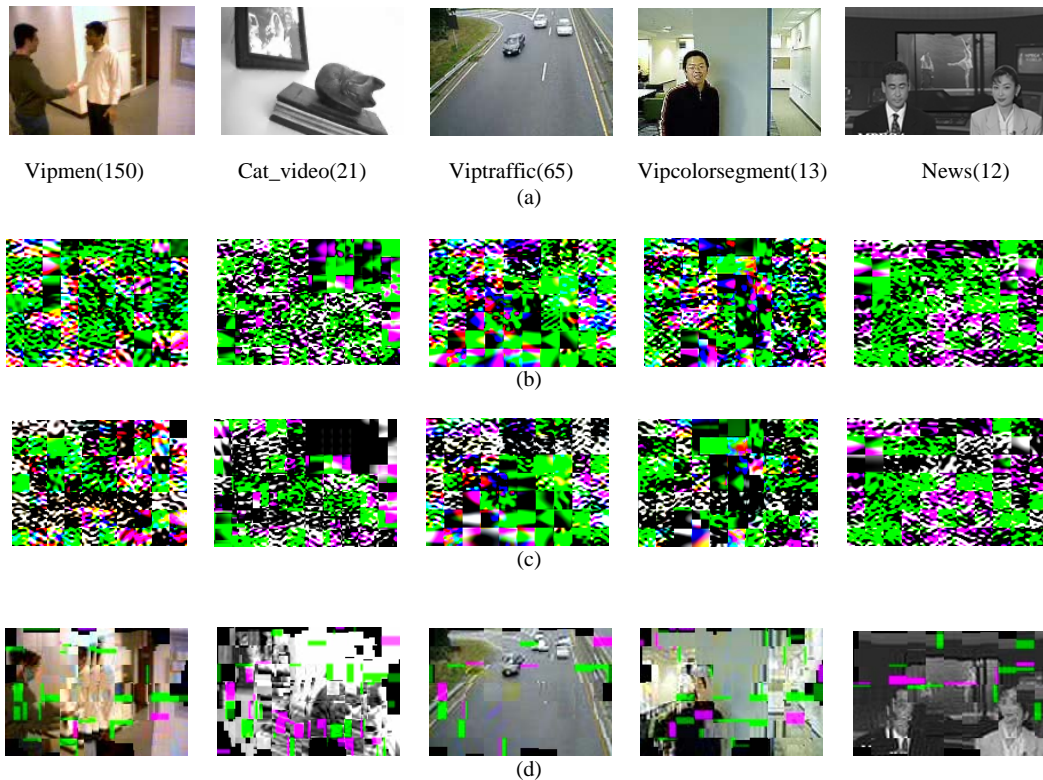 Vipmen(150) Cat_video(21) Viptraffic(65) Vipcolorsegment(13) News(12)
(a)
(b)
(c)
(d)